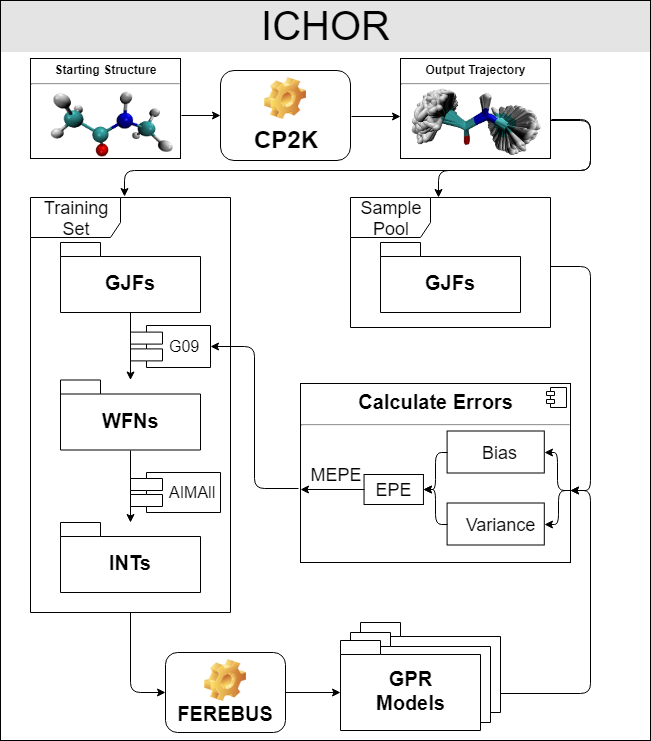 ICHOR
Starting Structure
CP2K
Output Trajectory
Training
Set
GJFs
G09
WFNs
AIMAll
INTs
Sample
Pool
GJFs
Calculate Errors
Bias
MEPE
EPE
Variance
FEREBUS
GPR
Models